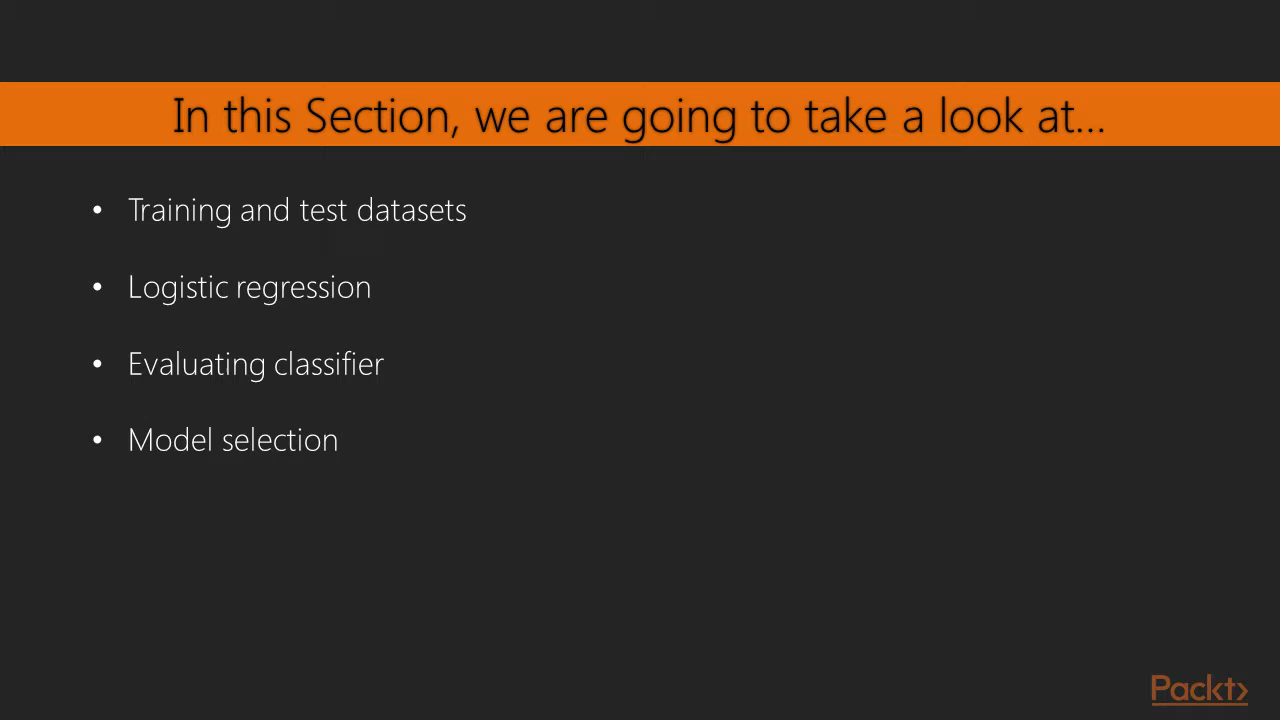 In this Section, we are going to take a look at...
• Training and test datasets
• Logistic regression
• Evaluating classifier
• Model selection
Packt>